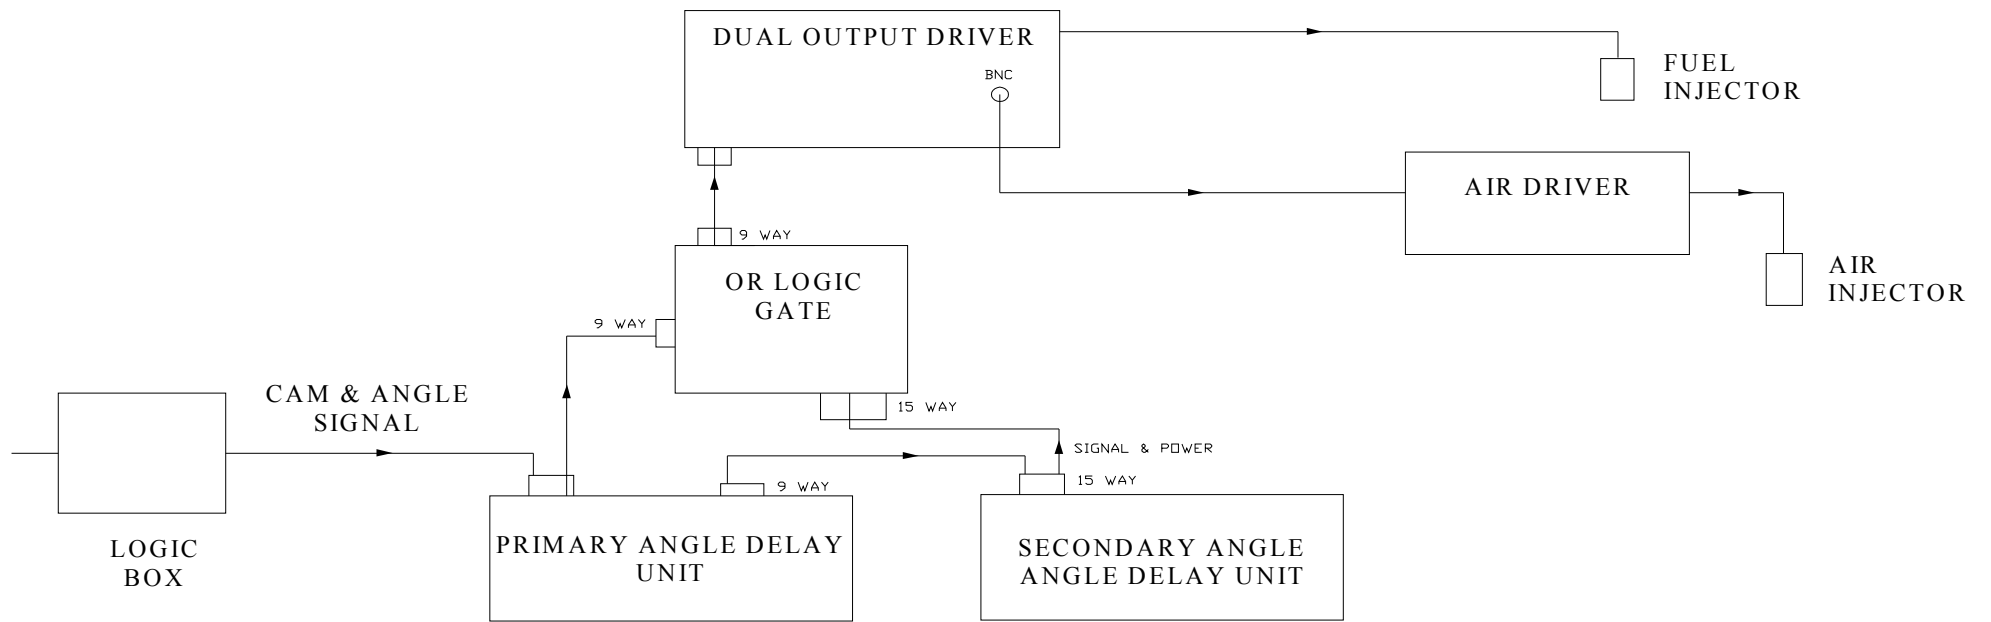 DUAL OUTPUT DRIVER
BNC
FUEL
INJECTOR
AIR DRIVER
AIR
INJECTOR
9 WAY
OR LOGIC
GATE
9 WAY
15 WAY
CAM & ANGLE
SIGNAL
SIGNAL & POWER
9 WAY
15 WAY
LOGIC
BOX
PRIMARY ANGLE DELAY
UNIT
SECONDARY ANGLE
ANGLE DELAY UNIT